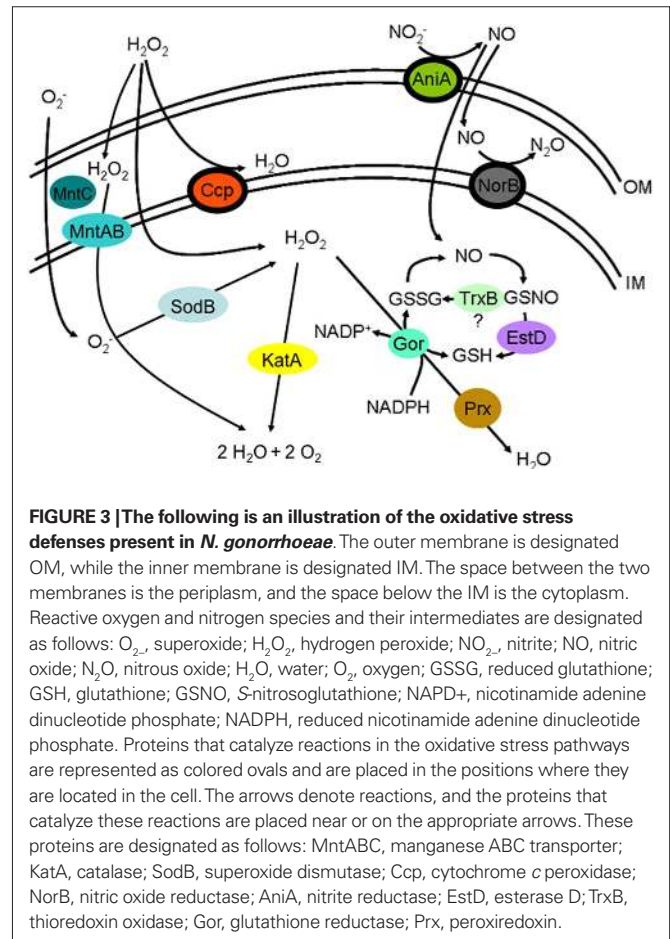 NO₂⁻ NO
H₂O₂
AniA
O₂⁻
NO
N₂O
H₂O₂
H₂O
OM
MntC
Ccp
NorB
MntAB
H₂O₂
NO
IM
SodB
GSSG TrxB GSNO
?
O₂⁻
NADP⁺
Gor
EstD
KatA
GSH
NADPH
Prx
2 H₂O + 2 O₂
H₂O
FIGURE 3 | The following is an illustration of the oxidative stress
defenses present in N. gonorrhoeae. The outer membrane is designated
OM, while the inner membrane is designated IM. The space between the two
membranes is the periplasm, and the space below the IM is the cytoplasm.
Reactive oxygen and nitrogen species and their intermediates are designated
as follows: O₂₋, superoxide; H₂O₂, hydrogen peroxide; NO₂₋, nitrite; NO, nitric
oxide; N₂O, nitrous oxide; H₂O, water; O₂, oxygen; GSSG, reduced glutathione;
GSH, glutathione; GSNO, S-nitrosoglutathione; NAPD+, nicotinamide adenine
dinucleotide phosphate; NADPH, reduced nicotinamide adenine dinucleotide
phosphate. Proteins that catalyze reactions in the oxidative stress pathways
are represented as colored ovals and are placed in the positions where they
are located in the cell. The arrows denote reactions, and the proteins that
catalyze these reactions are placed near or on the appropriate arrows. These
proteins are designated as follows: MntABC, manganese ABC transporter;
KatA, catalase; SodB, superoxide dismutase; Ccp, cytochrome c peroxidase;
NorB, nitric oxide reductase; AniA, nitrite reductase; EstD, esterase D; TrxB,
thioredoxin oxidase; Gor, glutathione reductase; Prx, peroxiredoxin.